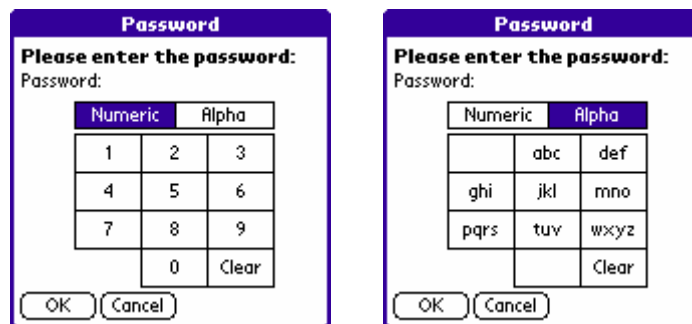 Password
Please enter the password:
Password:
Numeric Alpha
1 2 3
4 5 6
7 8 9
0 Clear
OK Cancel
Password
Please enter the password:
Password:
Numeric Alpha
abc def
ghi jkl mno
pqrs tuv wxyz
Clear
OK Cancel